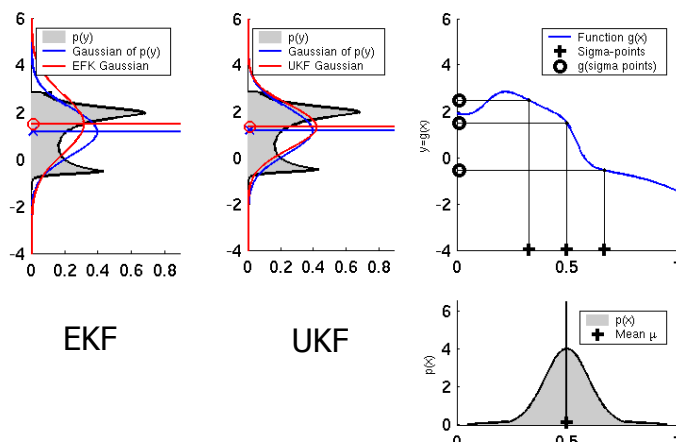 6
4
2
0
-2
-4
0 0.2 0.4 0.6 0.8
p(y)
Gaussian of p(y)
EFK Gaussian
EKF
6
4
2
0
-2
-4
0 0.2 0.4 0.6 0.8
p(y)
Gaussian of p(y)
UKF Gaussian
UKF
6
4
2
0
-2
-4
y=g(x)
0 0.5
Function g(x)
Sigma-points
g(sigma points)
6
4
2
0
p(x)
0 0.5
p(x)
Mean μ